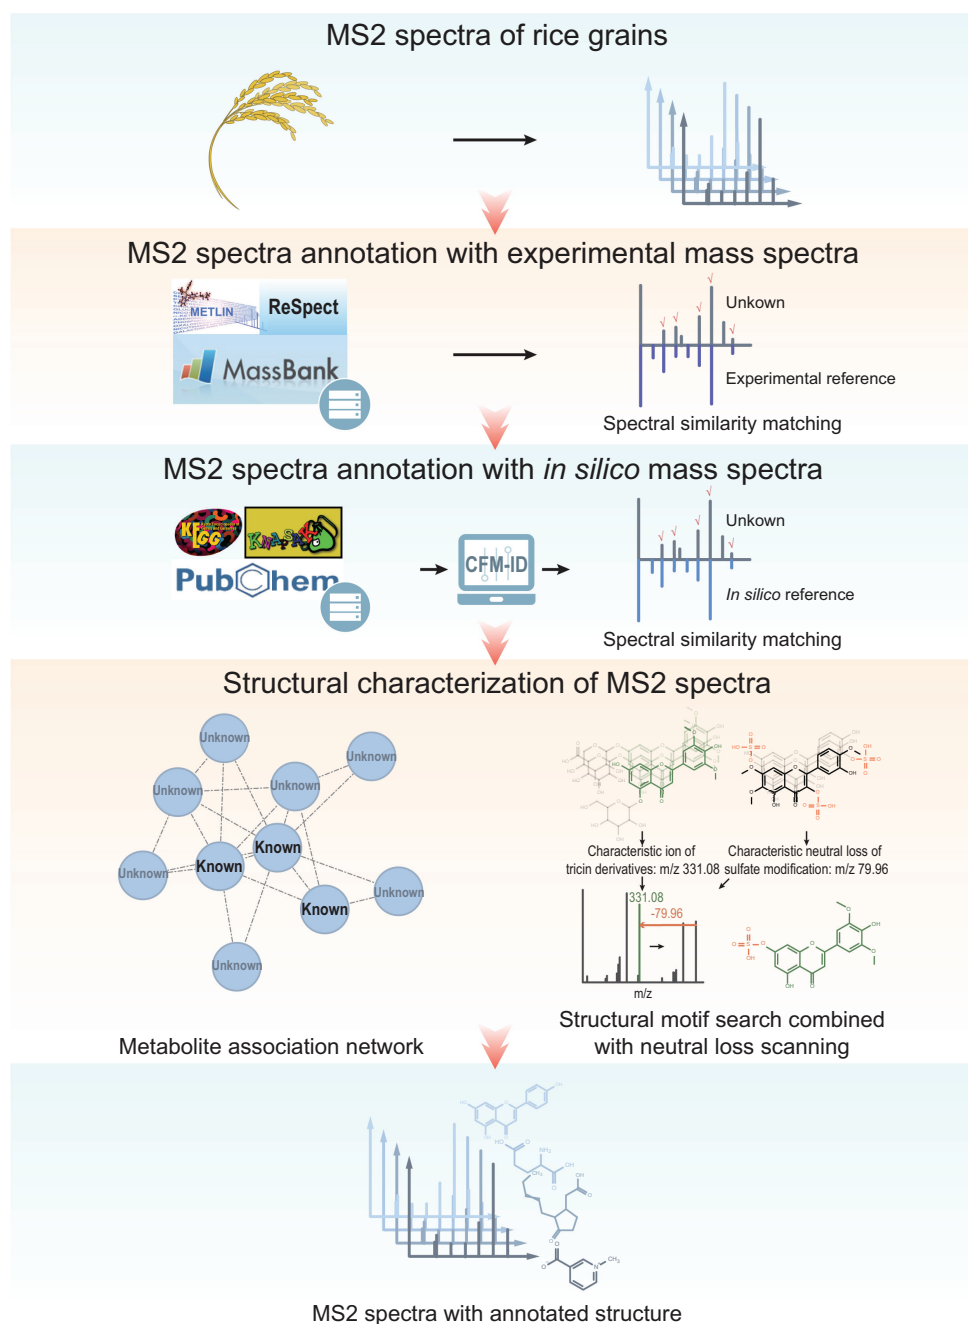 MS2 spectra of rice grains
MS2 spectra annotation with experimental mass spectra
METLIN
ReSpect
MassBank
Unkown
Experimental reference
Spectral similarity matching
MS2 spectra annotation with in silico mass spectra
KEGG
KNApSAcK
PubChem
CFM-ID
Unkown
In silico reference
Spectral similarity matching
Structural characterization of MS2 spectra
Unknown
Unknown
Unknown
Unknown
Known
Known
Unknown
Known
Unknown
Unknown
Characteristic ion of
tricin derivatives: m/z 331.08
Characteristic neutral loss of
sulfate modification: m/z 79.96
331.08
-79.96
m/z
Metabolite association network
Structural motif search combined
with neutral loss scanning
MS2 spectra with annotated structure